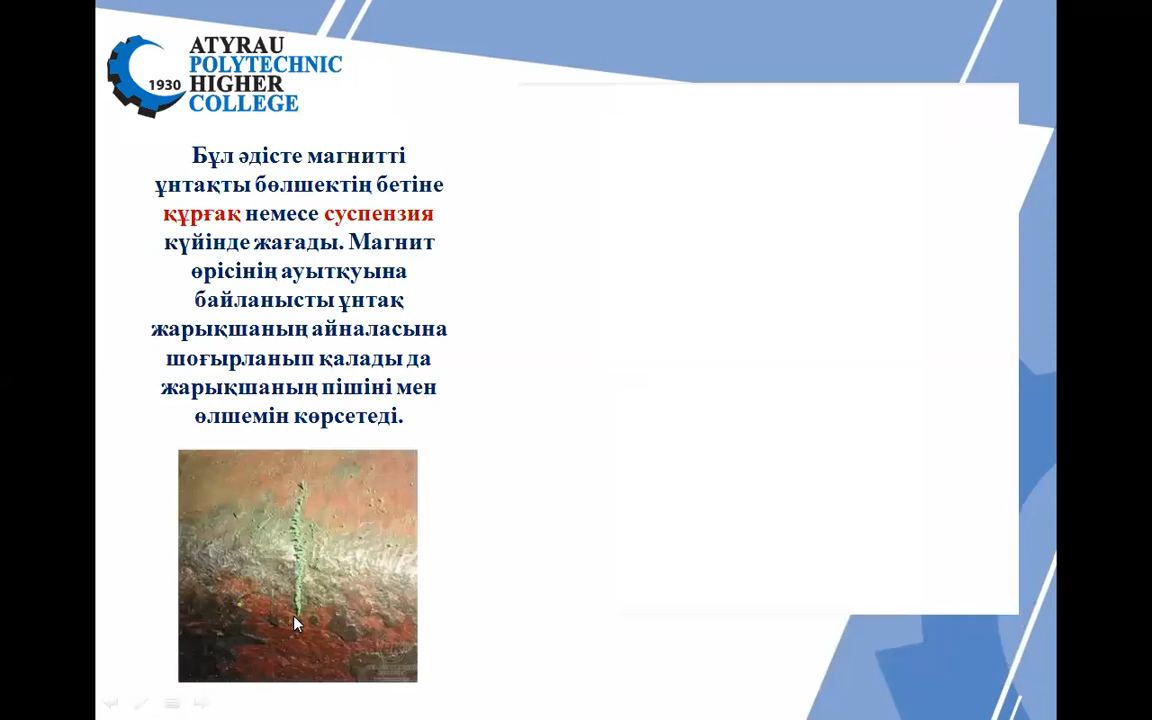 ATYRAU
POLYTECHNIC
1930 HIGHER
COLLEGE
Бұл әдісте магнитті
ұнтақты бөлшектің бетіне
құрғақ немесе суспензия
күйінде жағады. Магнит
өрісінің ауытқуына
байланысты ұнтақ
жарықшаның айналасына
шоғырланып қалады да
жарықшаның пішіні мен
өлшемін көрсетеді.